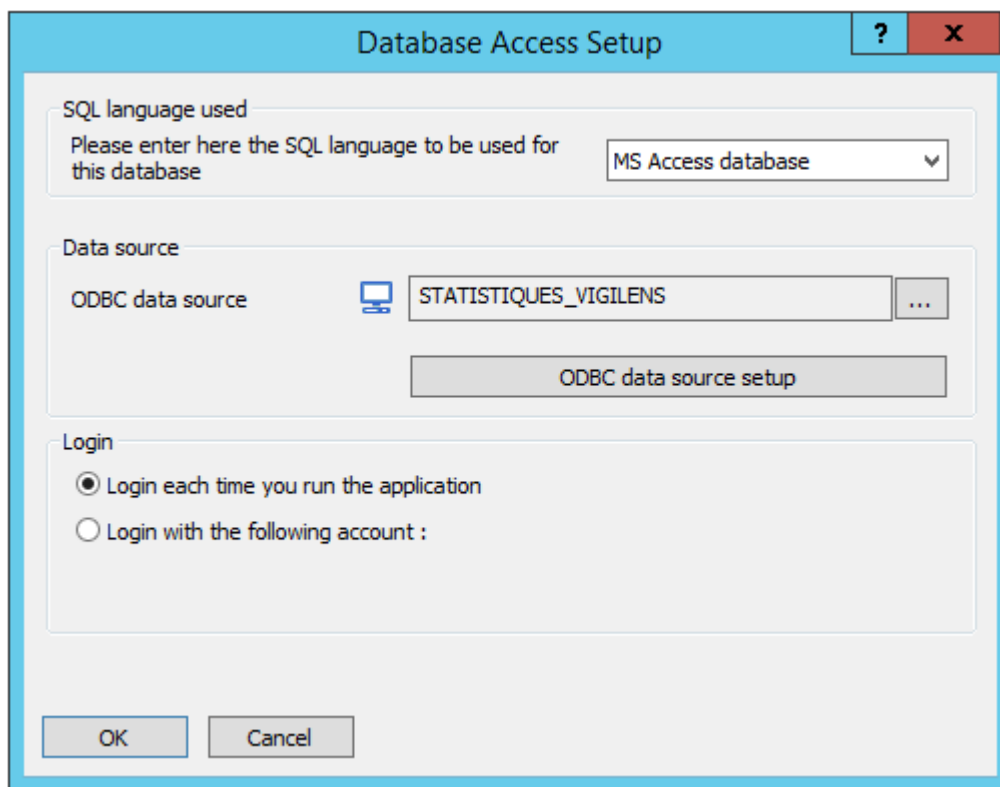 Database Access Setup
?
x
SQL language used
Please enter here the SQL language to be used for
this database
MS Access database
Data source
ODBC data source
STATISTIQUES_VIGILENS
...
ODBC data source setup
Login
Login each time you run the application
Login with the following account :
OK
Cancel